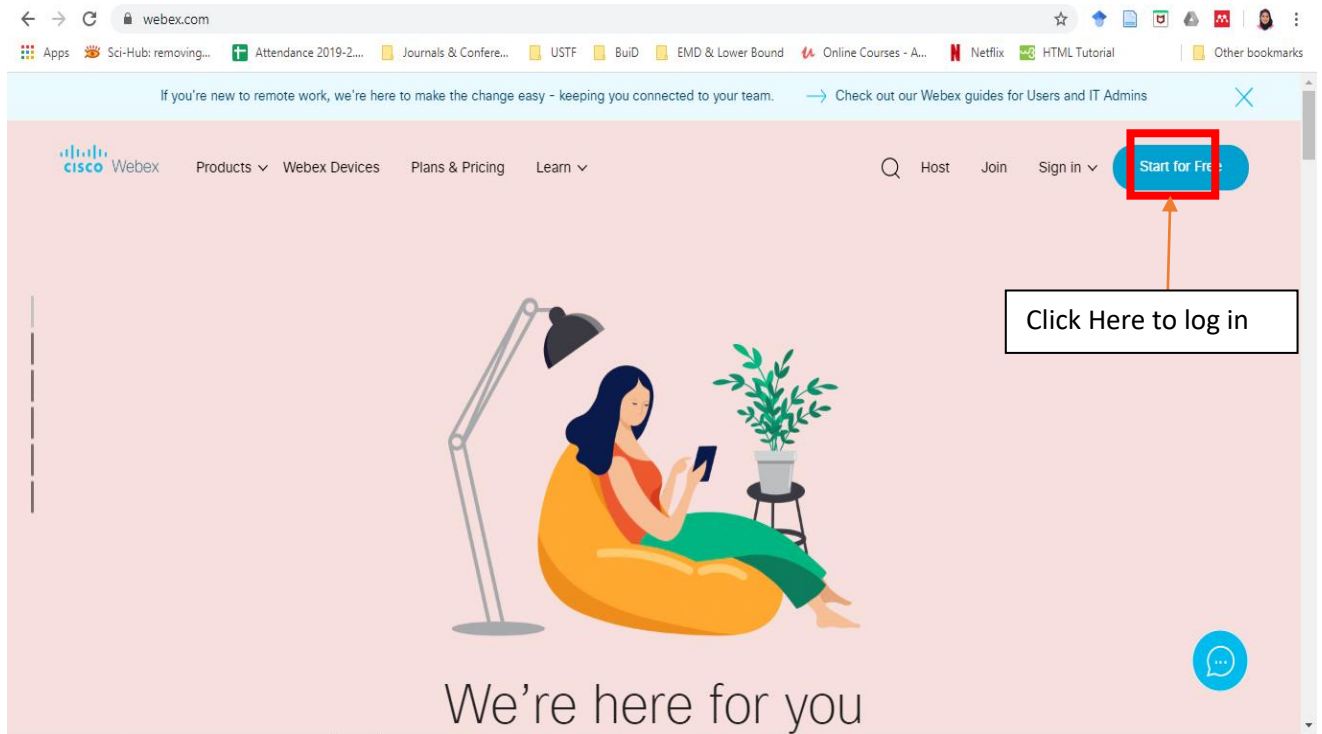 webex.com
Apps Sci-Hub: removing... Attendance 2019-2.... Journals & Confere... USTF BuiD EMD & Lower Bound Online Courses - A... Netflix HTML Tutorial Other bookmarks
If you're new to remote work, we're here to make the change easy - keeping you connected to your team. Check out our Webex guides for Users and IT Admins
CISCO Webex Products Webex Devices Plans & Pricing Learn Host Join Sign in Start for Free
Click Here to log in
We're here for you